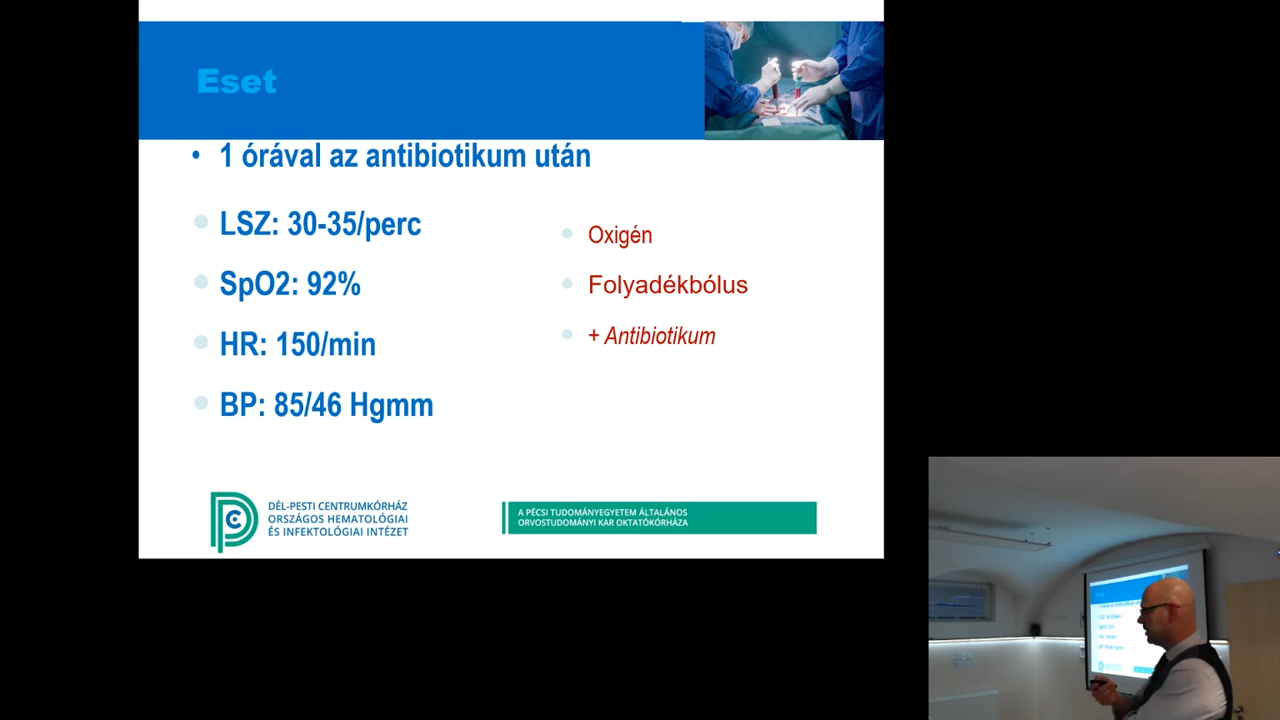 Eset
1 órával az antibiotikum után
LSZ: 30-35/perc
SpO2: 92%
HR: 150/min
BP: 85/46 Hgmm
Oxigén
Folyadékbólus
+ Antibiotikum
DÉL-PESTI CENTRUMKÓRHÁZ
ORSZÁGOS HEMATOLÓGIAI
ÉS INFEKTOLÓGIAI INTÉZET
A PÉCSI TUDOMÁNYEGYETEM ÁLTALÁNOS
ORVOSTUDOMÁNYI KAR OKTATÓKÓRHÁZA